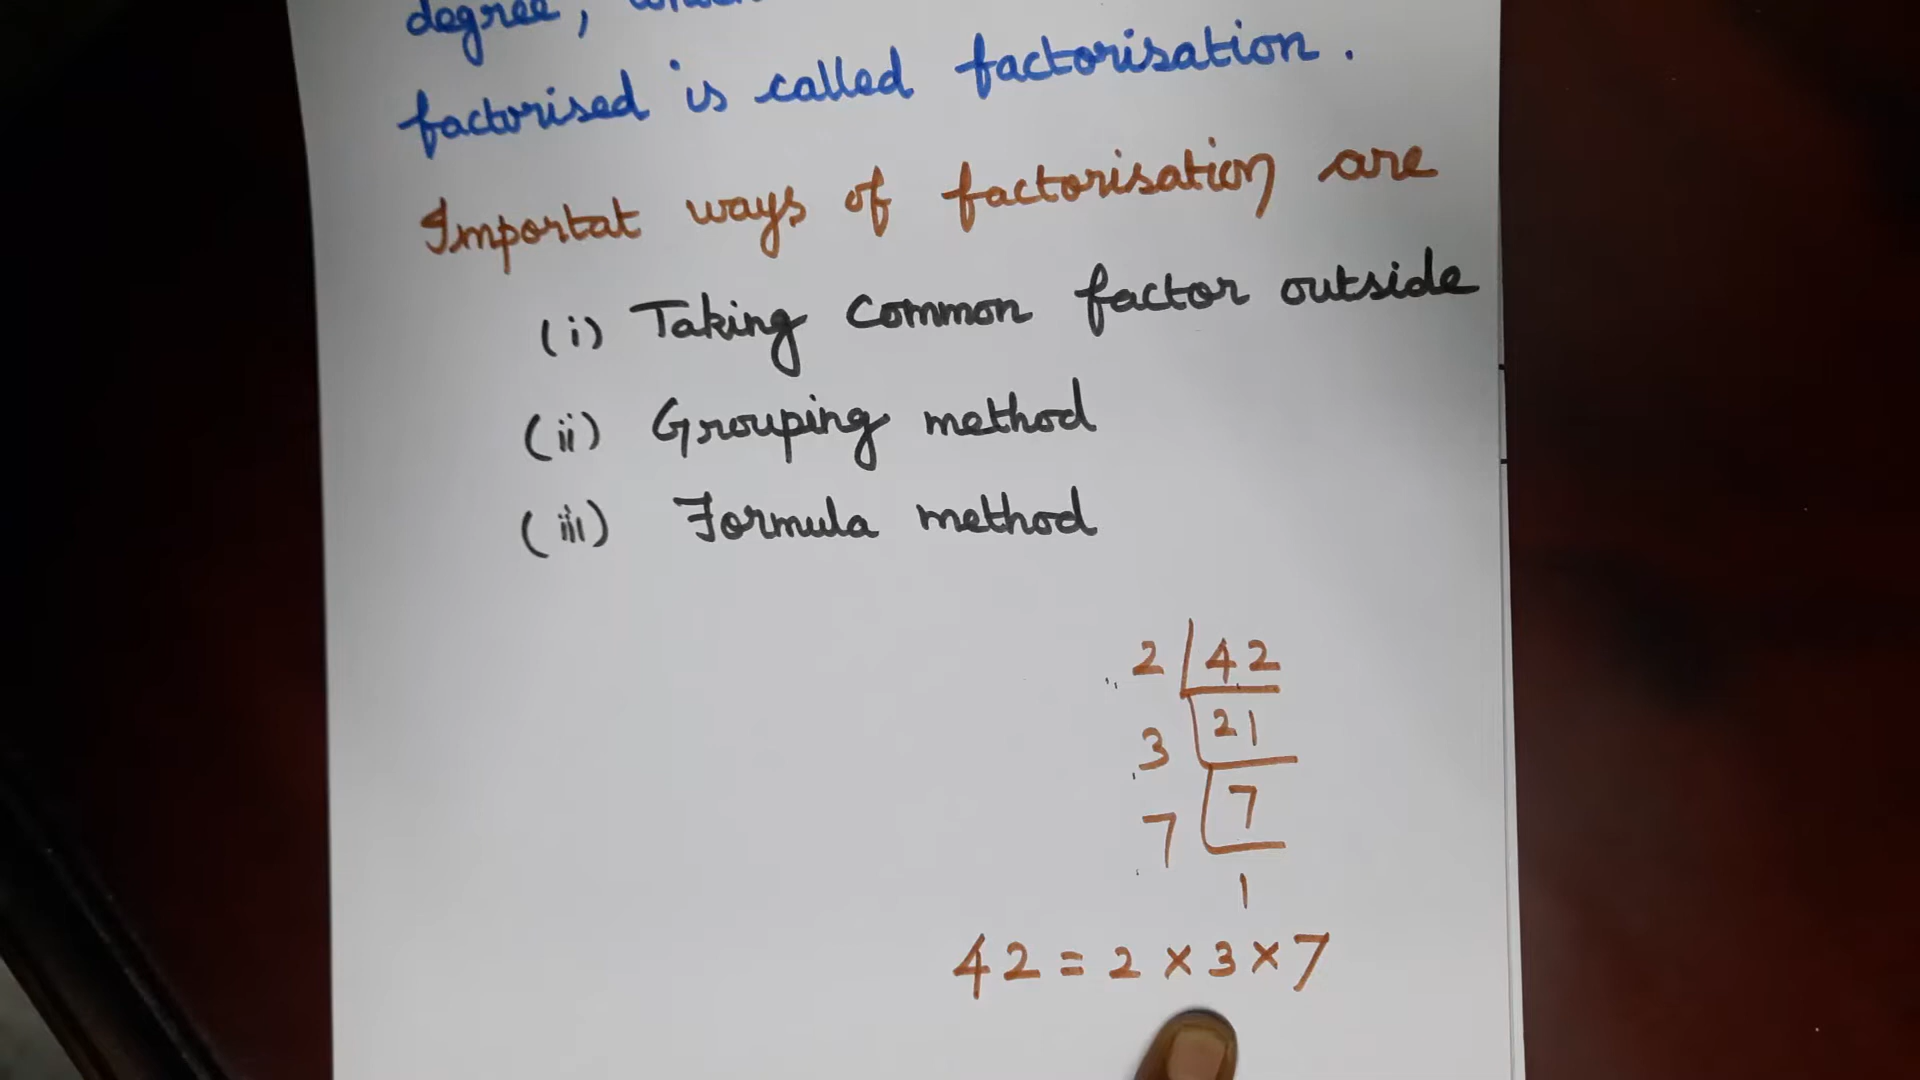 degree,
factorised is called factorisation.
Importat ways of factorisation are
(i) Taking common factor outside
(ii) Grouping method
(iii) Formula method
2 | 42
3 | 21
7 | 7
1
42 = 2 × 3 × 7